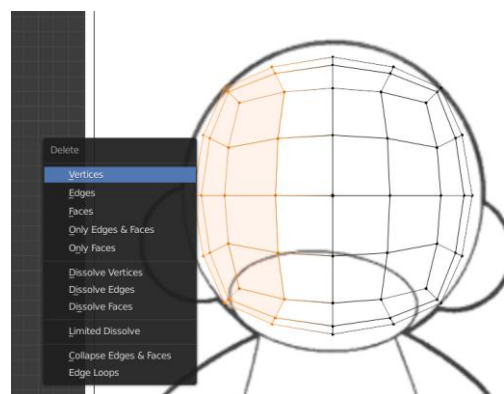 Delete
Vertices
Edges
Faces
Only Edges & Faces
Only Faces
Dissolve Vertices
Dissolve Edges
Dissolve Faces
Limited Dissolve
Collapse Edges & Faces
Edge Loops